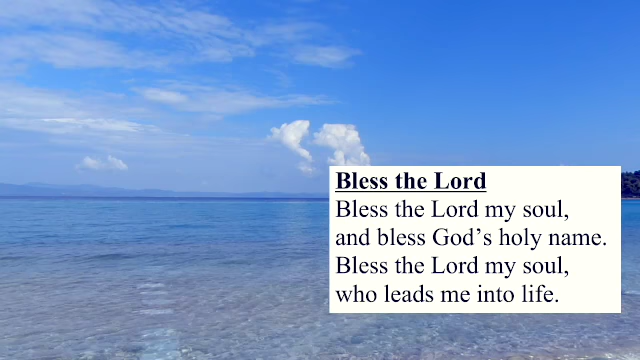 Bless the Lord
Bless the Lord my soul,
and bless God’s holy name.
Bless the Lord my soul,
who leads me into life.